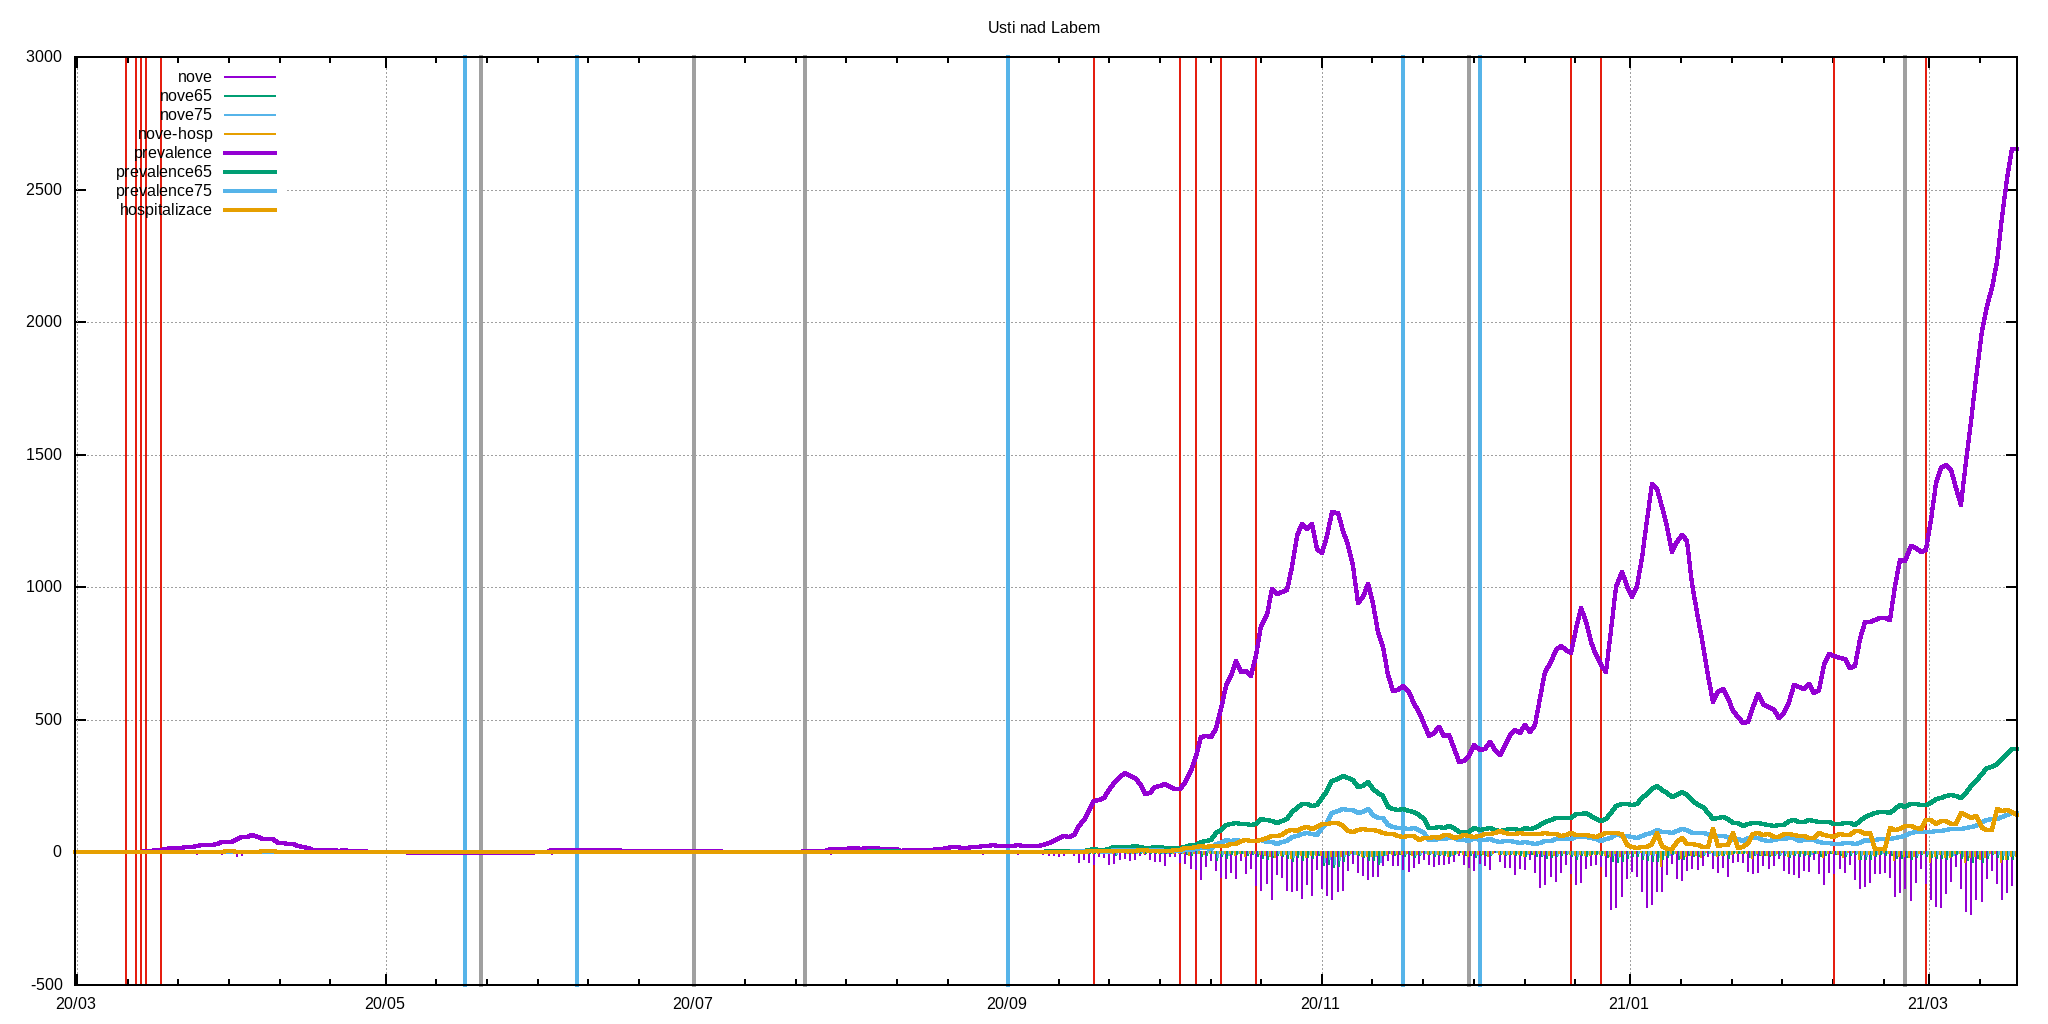 Usti nad Labem
3000
2500
2000
1500
1000
500
0
-500
nove
nove65
nove75
nove-hosp
prevalence
prevalence65
prevalence75
hospitalizace
20/03 20/05 20/07 20/09 20/11 21/01 21/03